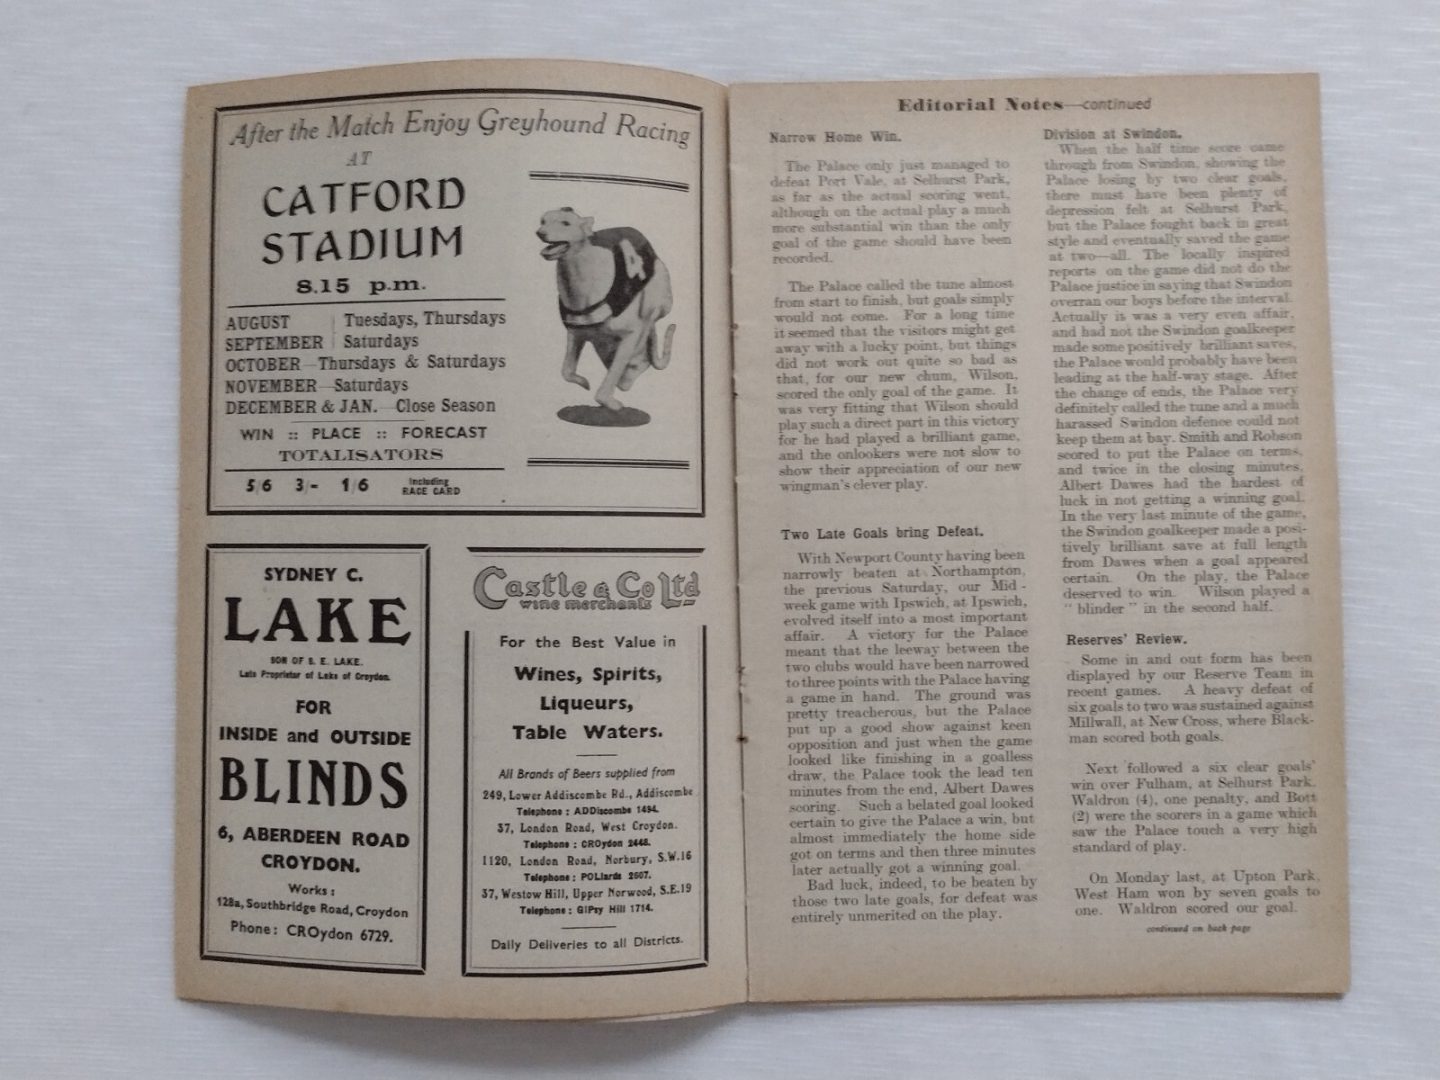 After the Match Enjoy Greyhound Racing
AT
CATFORD
STADIUM
8.15 p.m.
AUGUST Tuesdays, Thursdays
SEPTEMBER Saturdays
OCTOBER—Thursdays & Saturdays
NOVEMBER—Saturdays
DECEMBER & JAN.—Close Season
WIN :: PLACE :: FORECAST
TOTALISATORS
5/6 3/- 1/6 Including
RACE CARD
4
SYDNEY C.
LAKE
SON OF S. E. LAKE.
Late Proprietor of Lake of Croydon.
FOR
INSIDE and OUTSIDE
BLINDS
6, ABERDEEN ROAD
CROYDON.
Works :
128a, Southbridge Road, Croydon
Phone : CROydon 6729.
Castle & Co Ltd
wine merchants
For the Best Value in
Wines, Spirits,
Liqueurs,
Table Waters.
All Brands of Beers supplied from
249, Lower Addiscombe Rd., Addiscombe
Telephone : ADDiscombe 1494.
37, London Road, West Croydon.
Telephone : CROydon 2448.
1120, London Road, Norbury, S.W.16
Telephone : POLlards 2607.
37, Westow Hill, Upper Norwood, S.E.19
Telephone : GIPsy Hill 1714.
Daily Deliveries to all Districts.
Editorial Notes—continued
Narrow Home Win.
The Palace only just managed to
defeat Port Vale, at Selhurst Park,
as far as the actual scoring went,
although on the actual play a much
more substantial win than the only
goal of the game should have been
recorded.
The Palace called the tune almost
from start to finish, but goals simply
would not come. For a long time
it seemed that the visitors might get
away with a lucky point, but things
did not work out quite so bad as
that, for our new chum, Wilson,
scored the only goal of the game. It
was very fitting that Wilson should
play such a direct part in this victory
for he had played a brilliant game,
and the onlookers were not slow to
show their appreciation of our new
wingman's clever play.
Two Late Goals bring Defeat.
With Newport County having been
narrowly beaten at Northampton,
the previous Saturday, our Mid-
week game with Ipswich, at Ipswich,
evolved itself into a most important
affair. A victory for the Palace
meant that the leeway between the
two clubs would have been narrowed
to three points with the Palace having
a game in hand. The ground was
pretty treacherous, but the Palace
put up a good show against keen
opposition and just when the game
looked like finishing in a goalless
draw, the Palace took the lead ten
minutes from the end, Albert Dawes
scoring. Such a belated goal looked
certain to give the Palace a win, but
almost immediately the home side
got on terms and then three minutes
later actually got a winning goal.
Bad luck, indeed, to be beaten by
those two late goals, for defeat was
entirely unmerited on the play.
Division at Swindon.
When the half time score came
through from Swindon, showing the
Palace losing by two clear goals,
there must have been plenty of
depression felt at Selhurst Park,
but the Palace fought back in great
style and eventually saved the game
at two—all. The locally inspired
reports on the game did not do the
Palace justice in saying that Swindon
overran our boys before the interval.
Actually it was a very even affair,
and had not the Swindon goalkeeper
made some positively brilliant saves,
the Palace would probably have been
leading at the half-way stage. After
the change of ends, the Palace very
definitely called the tune and a much
harassed Swindon defence could not
keep them at bay. Smith and Robson
scored to put the Palace on terms,
and twice in the closing minutes,
Albert Dawes had the hardest of
luck in not getting a winning goal.
In the very last minute of the game,
the Swindon goalkeeper made a posi-
tively brilliant save at full length
from Dawes when a goal appeared
certain. On the play, the Palace
deserved to win. Wilson played a
" blinder " in the second half.
Reserves' Review.
Some in and out form has been
displayed by our Reserve Team in
recent games. A heavy defeat of
six goals to two was sustained against
Millwall, at New Cross, where Black-
man scored both goals.
Next followed a six clear goals'
win over Fulham, at Selhurst Park.
Waldron (4), one penalty, and Bott
(2) were the scorers in a game which
saw the Palace touch a very high
standard of play.
On Monday last, at Upton Park,
West Ham won by seven goals to
one. Waldron scored our goal.
continued on back page